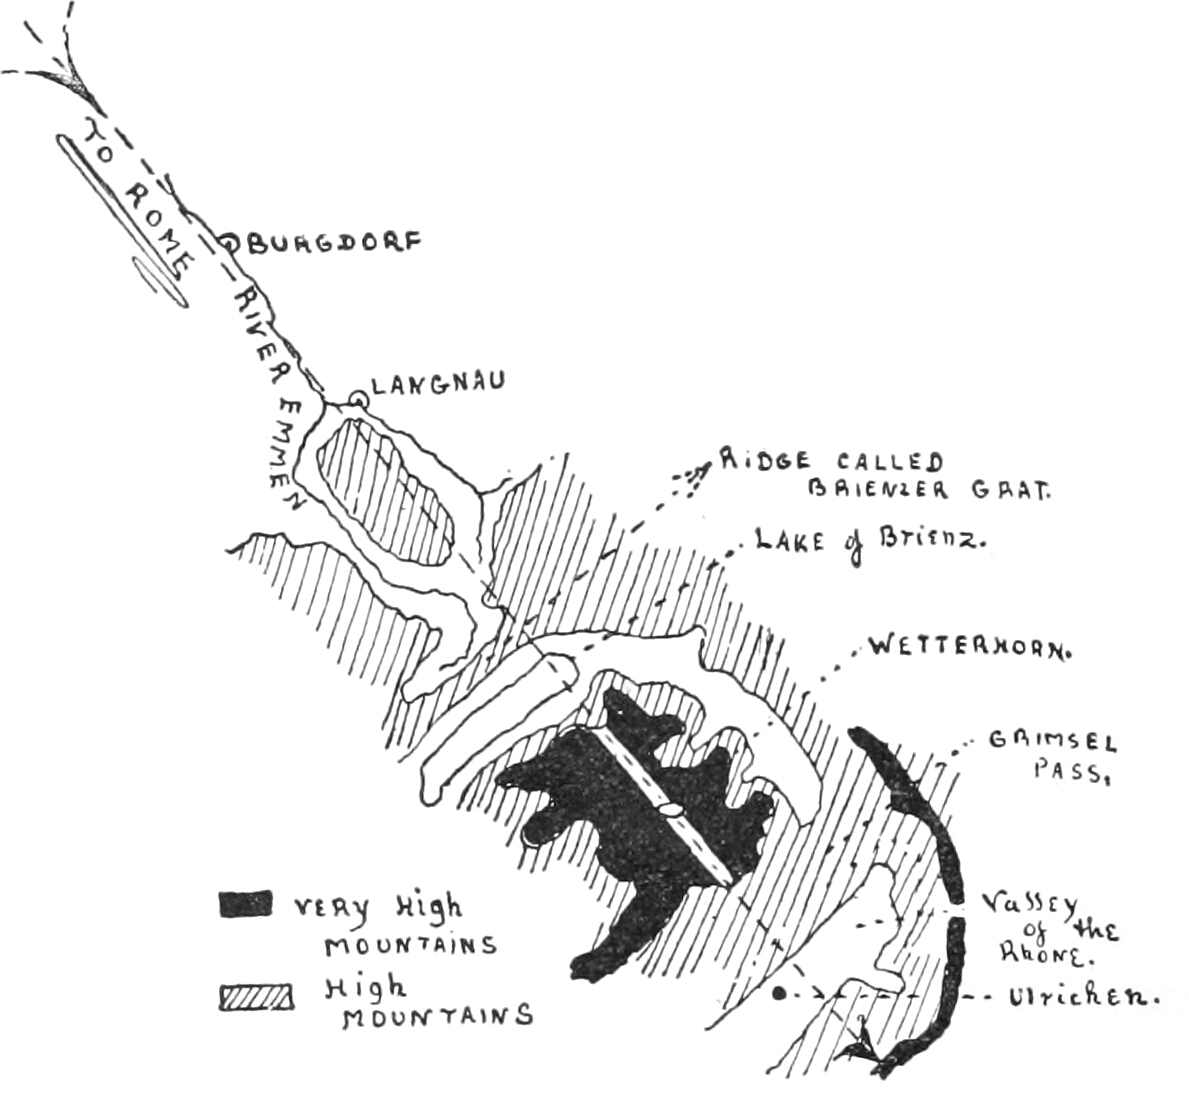 TO ROME
BURGDORF
RIVER EMMEN
LANGNAU
RIDGE CALLED
BRIENZER GRAT.
LAKE of Brienz.
WETTERHORN.
GRIMSEL
PASS.
Valley
of the
RhONE.
Ulrichen.
VERY High
MOUNTAINS
High
MOUNTAINS